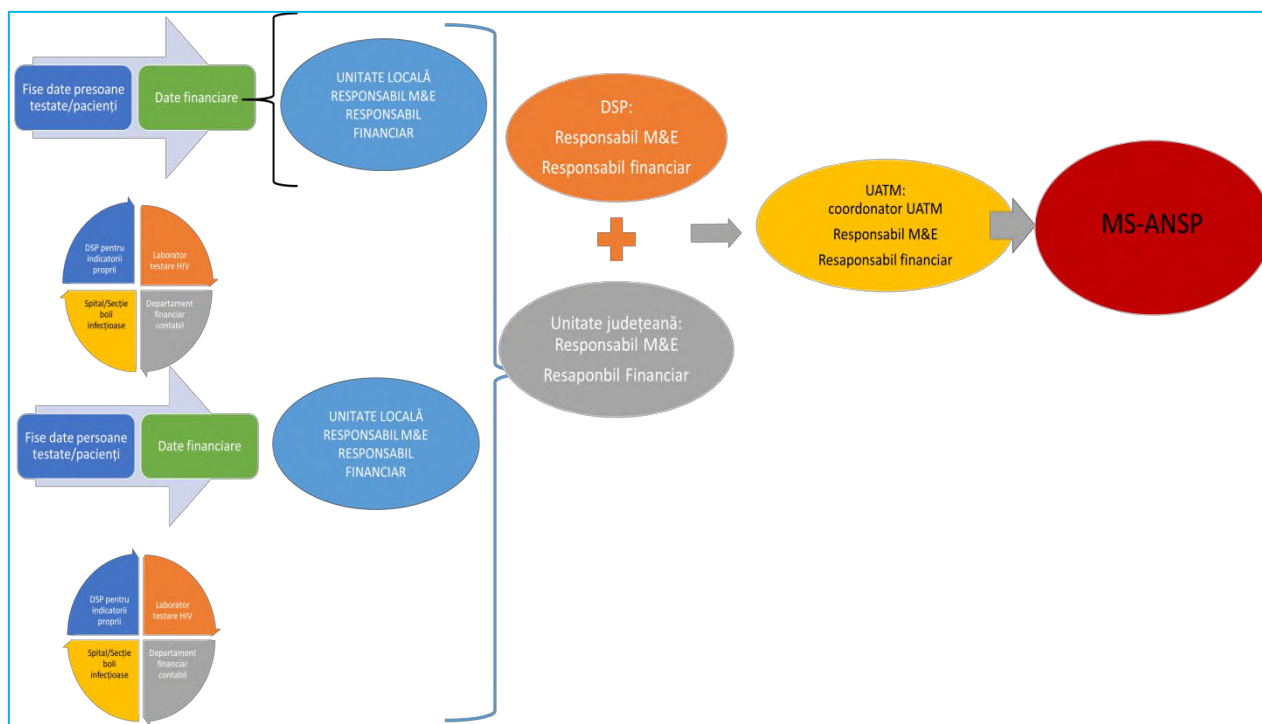 Fise date presoane
testate/pacienți
Date financiare
UNITATE LOCALĂ
RESPONSABIL M&E
RESPONSABIL
FINANCIAR
DSP pentru
indicatorii
proprii
Laborator
testare HIV
Spital/Secție
boli
infecțioase
Departament
financiar
contabil
Fise date persoane
testate/pacienți
Date financiare
UNITATE LOCALĂ
RESPONSABIL M&E
RESPONSABIL
FINANCIAR
DSP pentru
indicatorii
proprii
Laborator
testare HIV
Spital/Secție
boli
infecțioase
Departament
financiar
contabil
DSP:
Responsabil M&E
Responsabil financiar
Unitate județeană:
Responsabil M&E
Resaponbil Financiar
UATM:
coordonator UATM
Responsabil M&E
Resaponsabil financiar
MS-ANSP